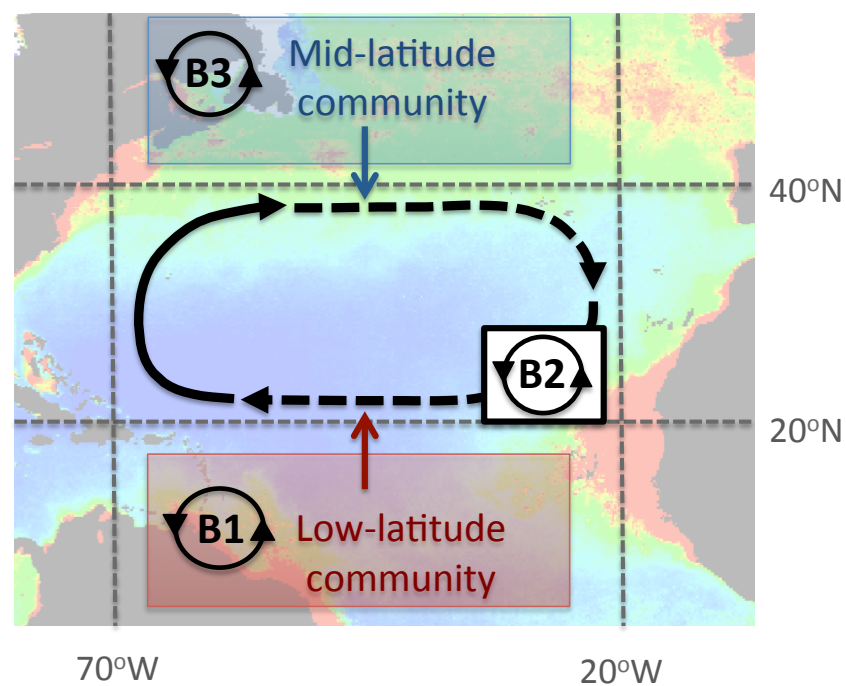 B3
Mid-latitude
community
40°N
B2
20°N
B1
Low-latitude
community
70°W
20°W